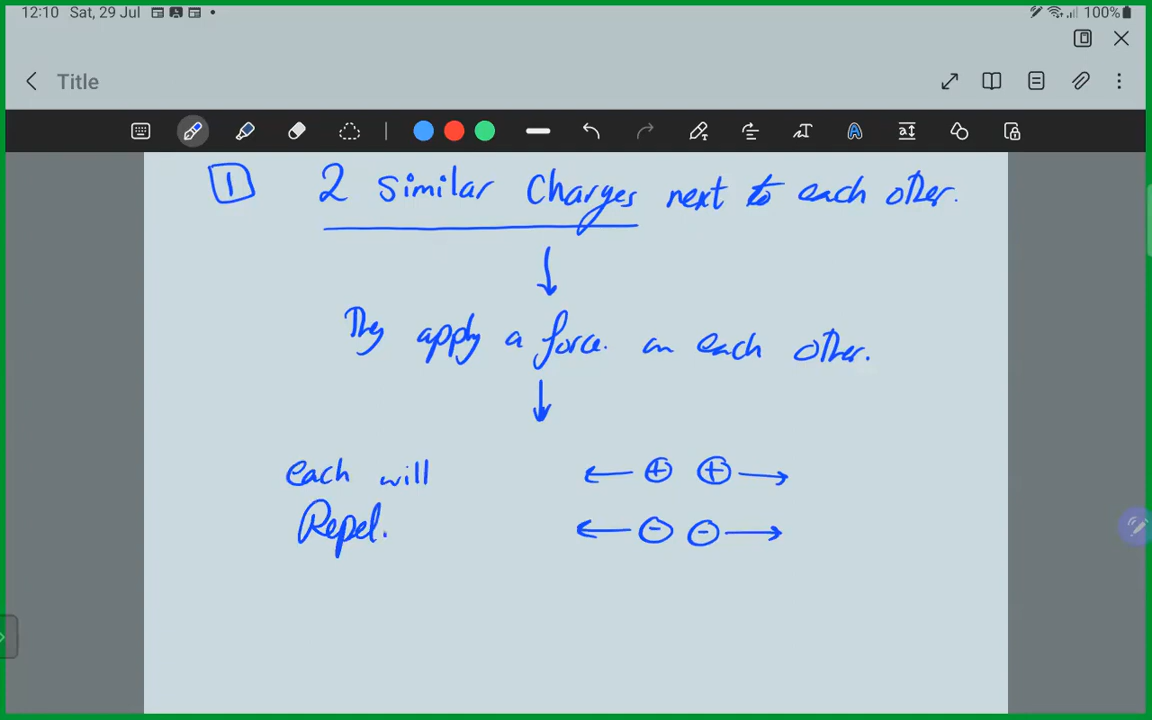 12:10 Sat, 29 Jul
100%
Title
1 2 Similar Charges next to each other.
They apply a force. on each other.
each will
Repel.
+ +
- -